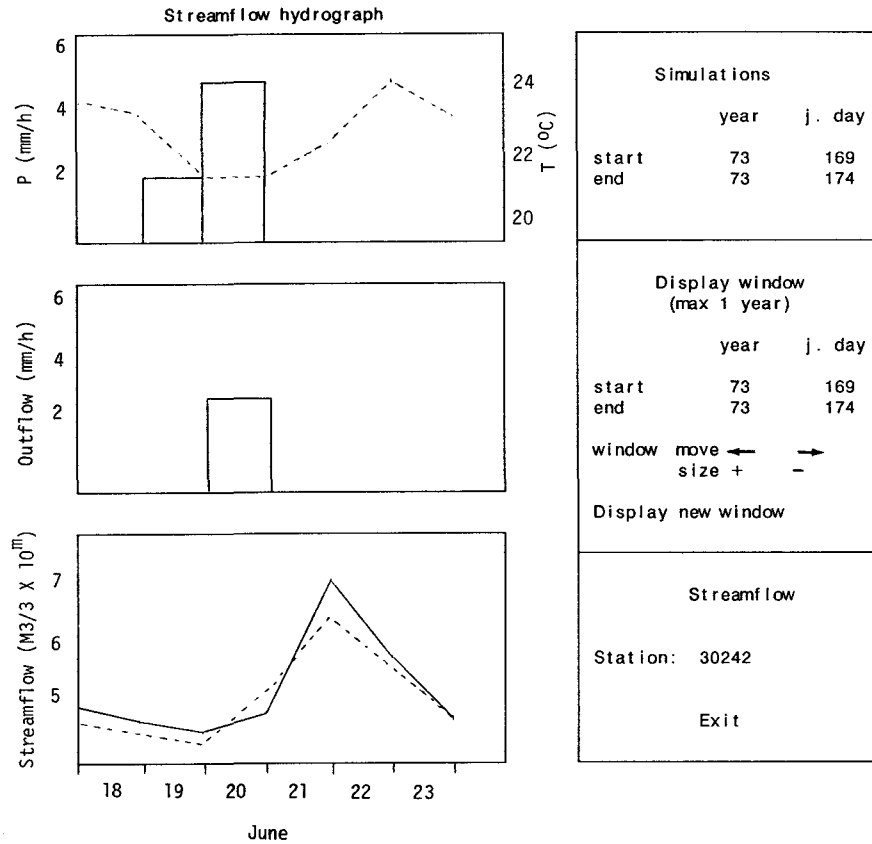 Streamflow hydrograph
6
4
2
P (mm/h)
24
22
20
T (ºC)
6
4
2
Outflow (mm/h)
7
6
5
Streamflow (M3/3 X 10ᵐ)
18 19 20 21 22 23
June
Simulations
year j. day
start 73 169
end 73 174
Display window
(max 1 year)
year j. day
start 73 169
end 73 174
window move ← →
size + –
Display new window
Streamflow
Station: 30242
Exit